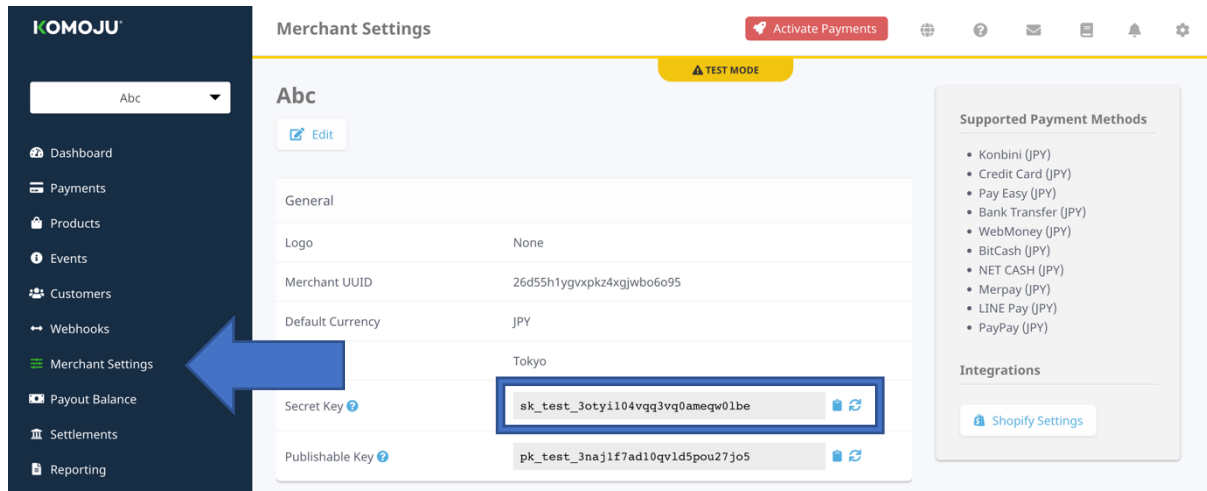 KOMOJU
Merchant Settings
Activate Payments
TEST MODE
Abc
Dashboard
Payments
Products
Events
Customers
Webhooks
Merchant Settings
Payout Balance
Settlements
Reporting
Abc
Edit
General
Logo None
Merchant UUID 26d55h1ygvxpkz4xgjwbo6o95
Default Currency JPY
Tokyo
Secret Key sk_test_3otyi104vqq3vq0ameqw01be
Publishable Key pk_test_3naj1f7ad10qvld5pou27jo5
Supported Payment Methods
• Konbini (JPY)
• Credit Card (JPY)
• Pay Easy (JPY)
• Bank Transfer (JPY)
• WebMoney (JPY)
• BitCash (JPY)
• NET CASH (JPY)
• Merpay (JPY)
• LINE Pay (JPY)
• PayPay (JPY)
Integrations
Shopify Settings